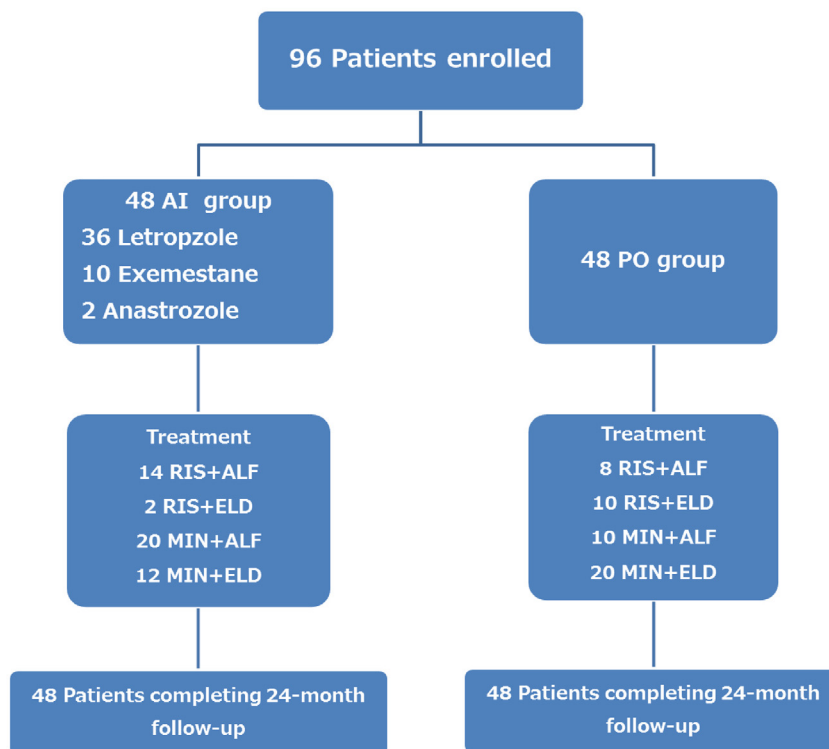 96 Patients enrolled
48 AI group
36 Letropzole
10 Exemestane
2 Anastrozole
48 PO group
Treatment
14 RIS+ALF
2 RIS+ELD
20 MIN+ALF
12 MIN+ELD
Treatment
8 RIS+ALF
10 RIS+ELD
10 MIN+ALF
20 MIN+ELD
48 Patients completing 24-month
follow-up
48 Patients completing 24-month
follow-up